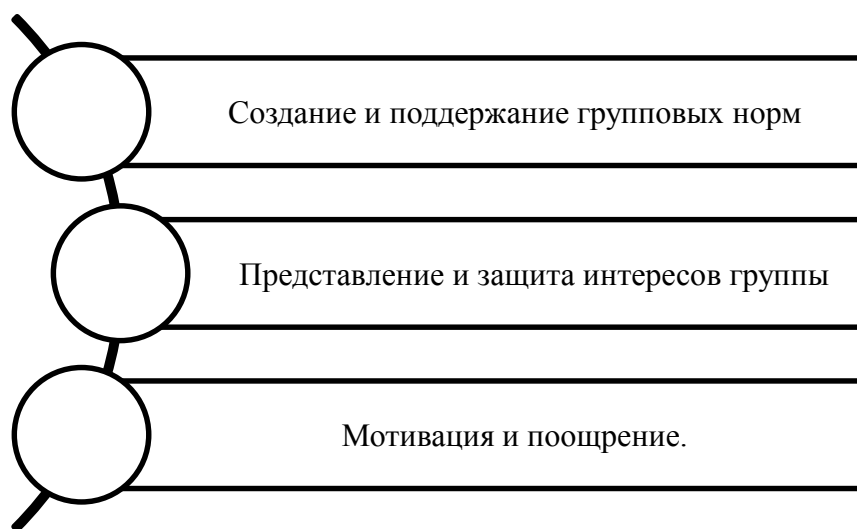 Создание и поддержание групповых норм
Представление и защита интересов группы
Мотивация и поощрение.